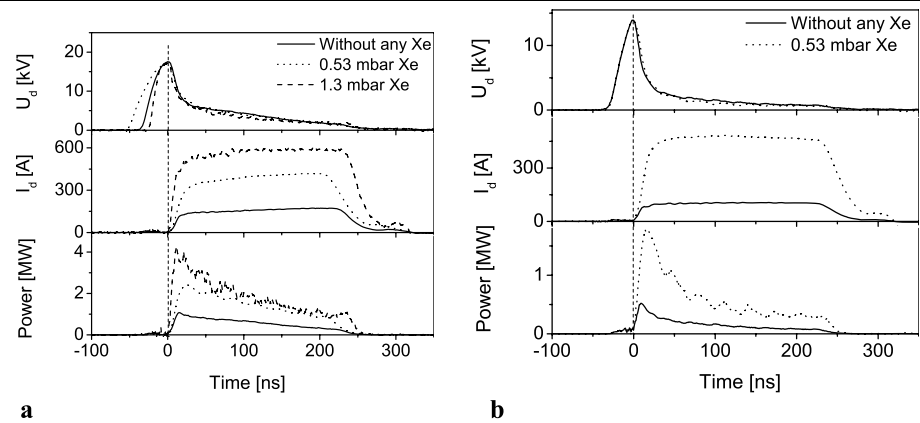 Without any Xe
0.53 mbar Xe
1.3 mbar Xe
U_d [kV]
20
10
0
I_d [A]
600
300
0
Power [MW]
4
2
0
-100 0 100 200 300
Time [ns]
a
Without any Xe
0.53 mbar Xe
U_d [kV]
10
0
I_d [A]
300
0
Power [MW]
1
0
-100 0 100 200 300
Time [ns]
b